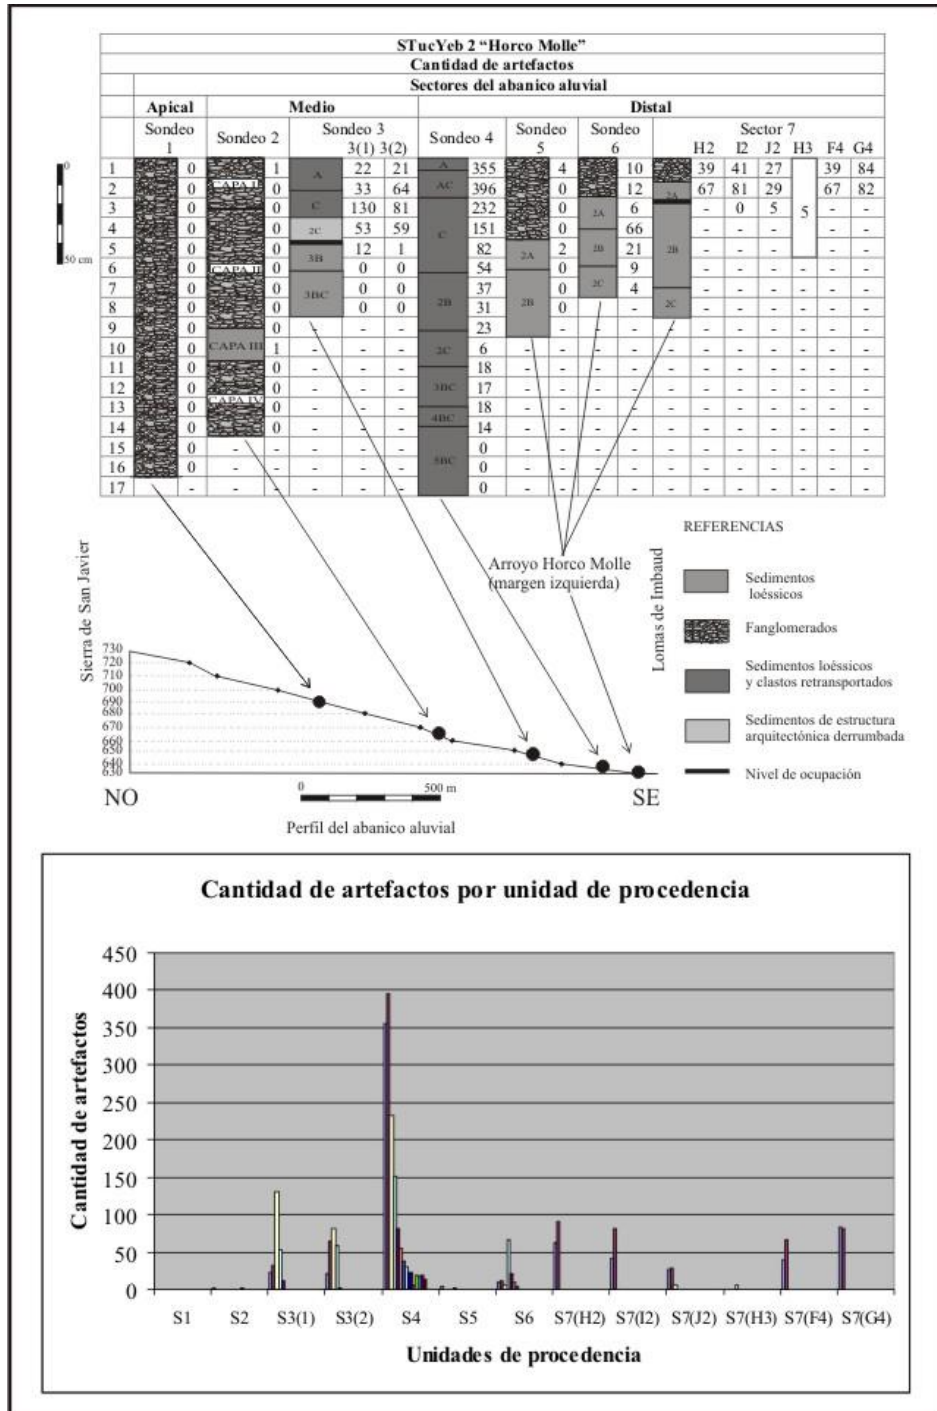 STucYeb 2 “Horco Molle”
Cantidad de artefactos
Sectores del abanico aluvial
Apical Medio Distal
Sondeo 1 Sondeo 2 Sondeo 3 3(1) 3(2) Sondeo 4 Sondeo 5 Sondeo 6 Sector 7 H2 I2 J2 H3 F4 G4
0
50 cm
1 0 1 A 22 21 A 355 4 10 39 41 27 39 84
2 0 CAPA I 0 33 64 AC 396 0 12 2A 67 81 29 67 82
3 0 0 C 130 81 232 0 2A 6 - 0 5 5 - -
4 0 0 2C 53 59 C 151 0 66 - - - - -
5 0 0 3B 12 1 82 2A 2 2B 21 2B - - - - -
6 0 CAPA II 0 0 0 54 0 9 - - - - - -
7 0 0 3BC 0 0 37 0 2C 4 - - - - - -
8 0 0 0 0 2B 31 2B 0 - - 2C - - - - - -
9 0 0 - - - 23 - - - - - - - - -
10 0 CAPA III 1 - - - 2C 6 - - - - - - - - - - -
11 0 0 - - - 18 - - - - - - - - - - -
12 0 0 - - - 3BC 17 - - - - - - - - - - -
13 0 CAPA IV 0 - - - 4BC 18 - - - - - - - - - - -
14 0 0 - - - 14 - - - - - - - - - - -
15 0 - - - - - 0 - - - - - - - - - - -
16 0 - - - - - 5BC 0 - - - - - - - - - - -
17 - - - - - - - 0 - - - - - - - - - - -
REFERENCIAS
Sedimentos
loéssicos
Fanglomerados
Sedimentos loéssicos
y clastos retransportados
Sedimentos de estructura
arquitectónica derrumbada
Nivel de ocupación
Arroyo Horco Molle
(margen izquierda)
Sierra de San Javier
Lomas de Imbaud
730
720
710
700
690
680
670
660
650
640
630
NO
SE
0 500 m
Perfil del abanico aluvial
Cantidad de artefactos por unidad de procedencia
Cantidad de artefactos
450
400
350
300
250
200
150
100
50
0
S1 S2 S3(1) S3(2) S4 S5 S6 S7(H2) S7(I2) S7(J2) S7(H3) S7(F4) S7(G4)
Unidades de procedencia